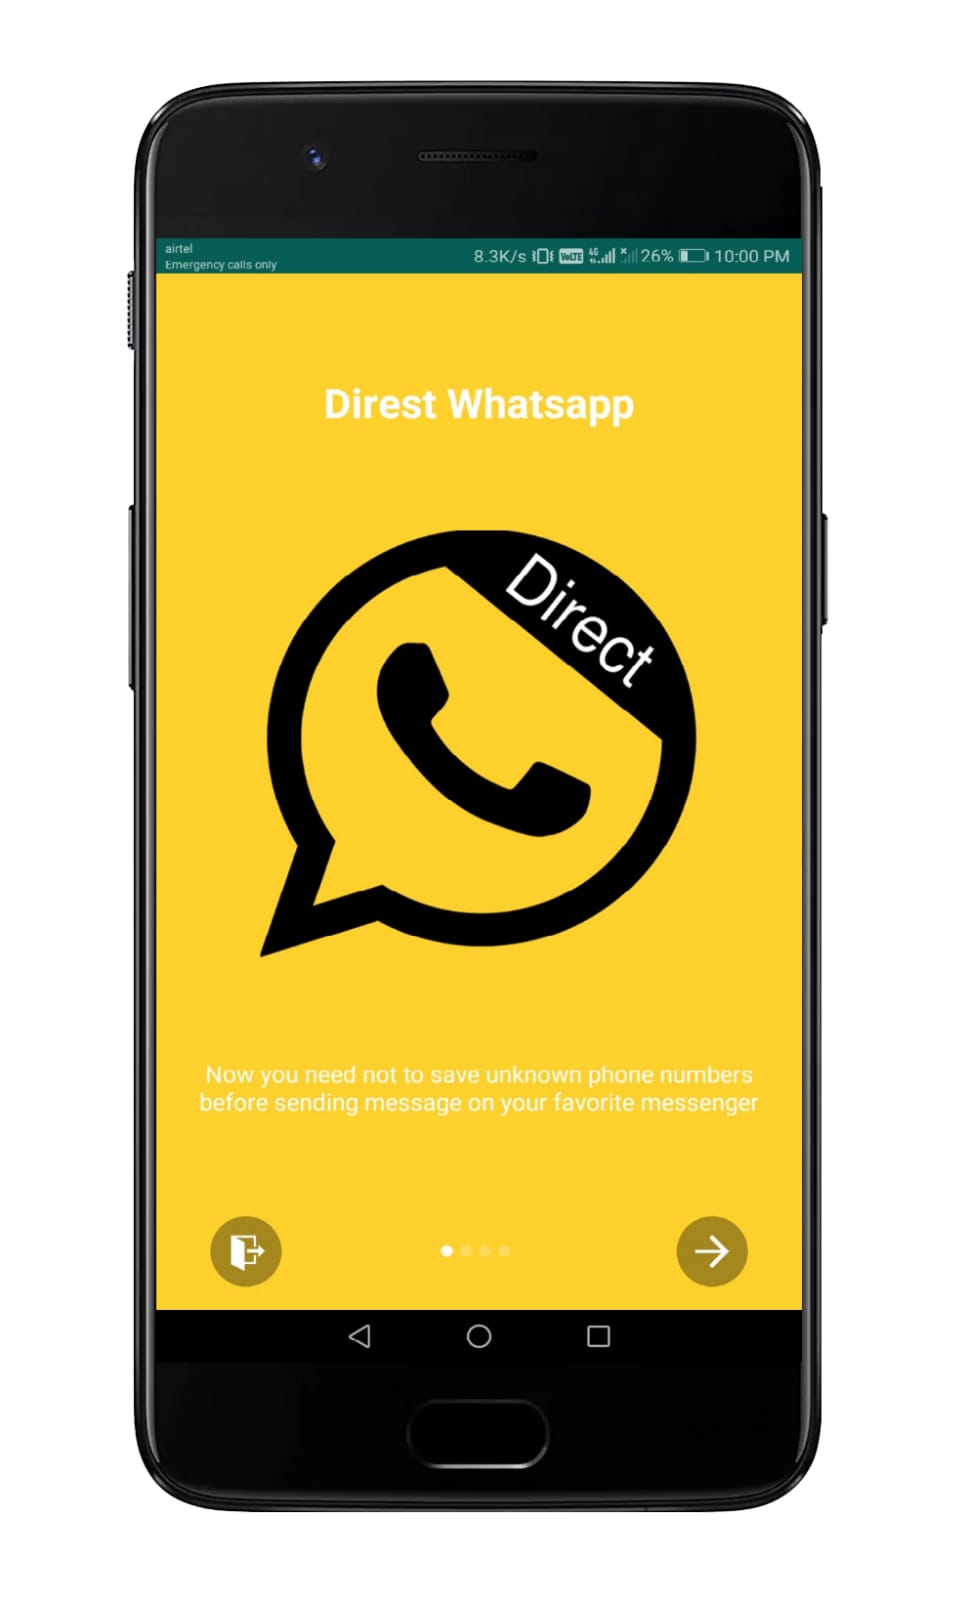 airtel
Emergency calls only
8.3K/s VoLTE 4G 26% 10:00 PM
Direst Whatsapp
Direct
Now you need not to save unknown phone numbers
before sending message on your favorite messenger